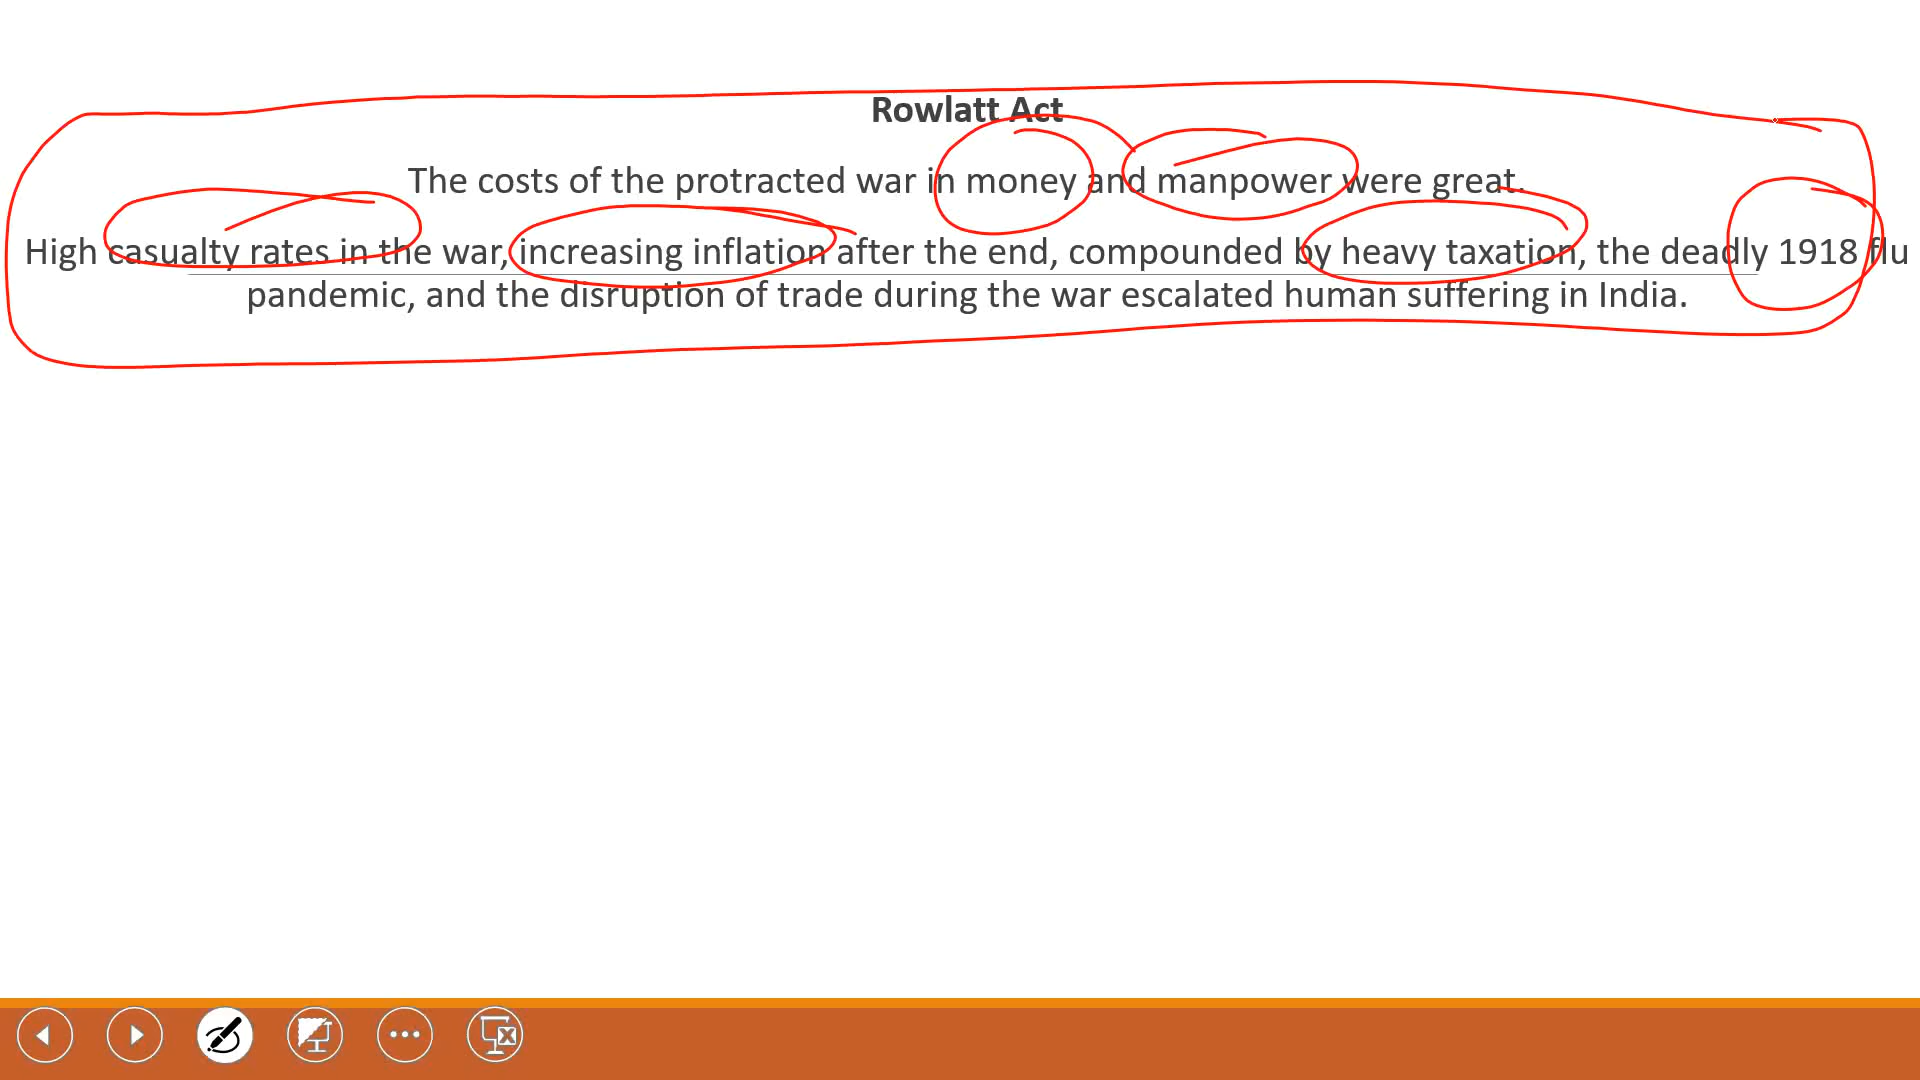 Rowlatt Act
The costs of the protracted war in money and manpower were great.
High casualty rates in the war, increasing inflation after the end, compounded by heavy taxation, the deadly 1918 flu
pandemic, and the disruption of trade during the war escalated human suffering in India.